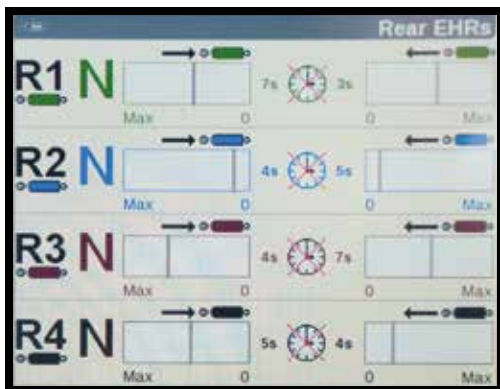 Rear EHRs
R1 N 7s 3s
Max 0 0 Max
R2 N 4s 5s
Max 0 0 Max
R3 N 4s 7s
Max 0 0 Max
R4 N 5s 4s
Max 0 0 Max